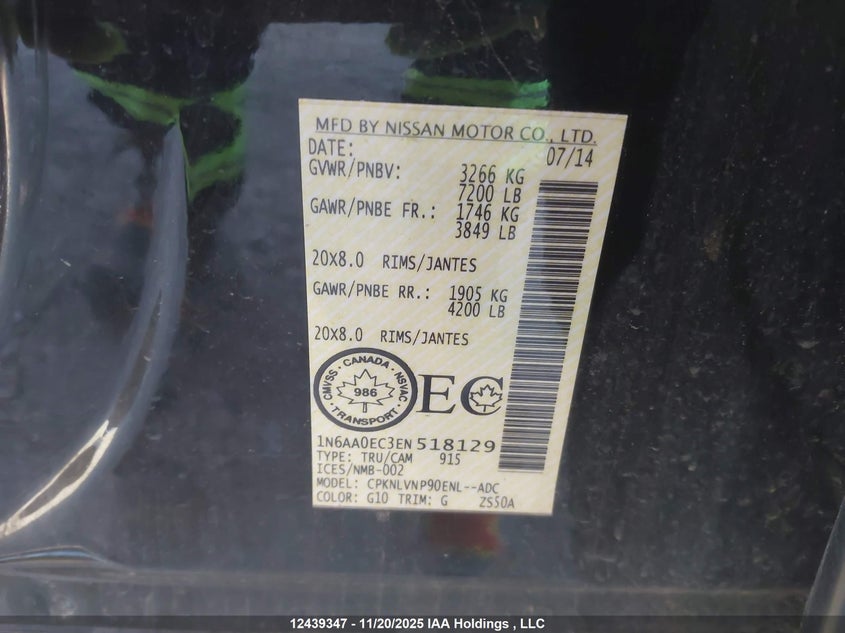 MFD BY NISSAN MOTOR CO., LTD.
DATE: 07/14
GVWR/PNBV: 3266 KG
7200 LB
GAWR/PNBE FR.: 1746 KG
3849 LB
20X8.0 RIMS/JANTES
GAWR/PNBE RR.: 1905 KG
4200 LB
20X8.0 RIMS/JANTES
CMVSS · CANADA · NSVAC
986
· TRANSPORT ·
EC
1N6AA0EC3EN518129
TYPE: TRU/CAM 915
ICES/NMB-002
MODEL: CPKNLVNP90ENL--ADC
COLOR: G10 TRIM: G ZS50A
12439347 - 11/20/2025 IAA Holdings , LLC